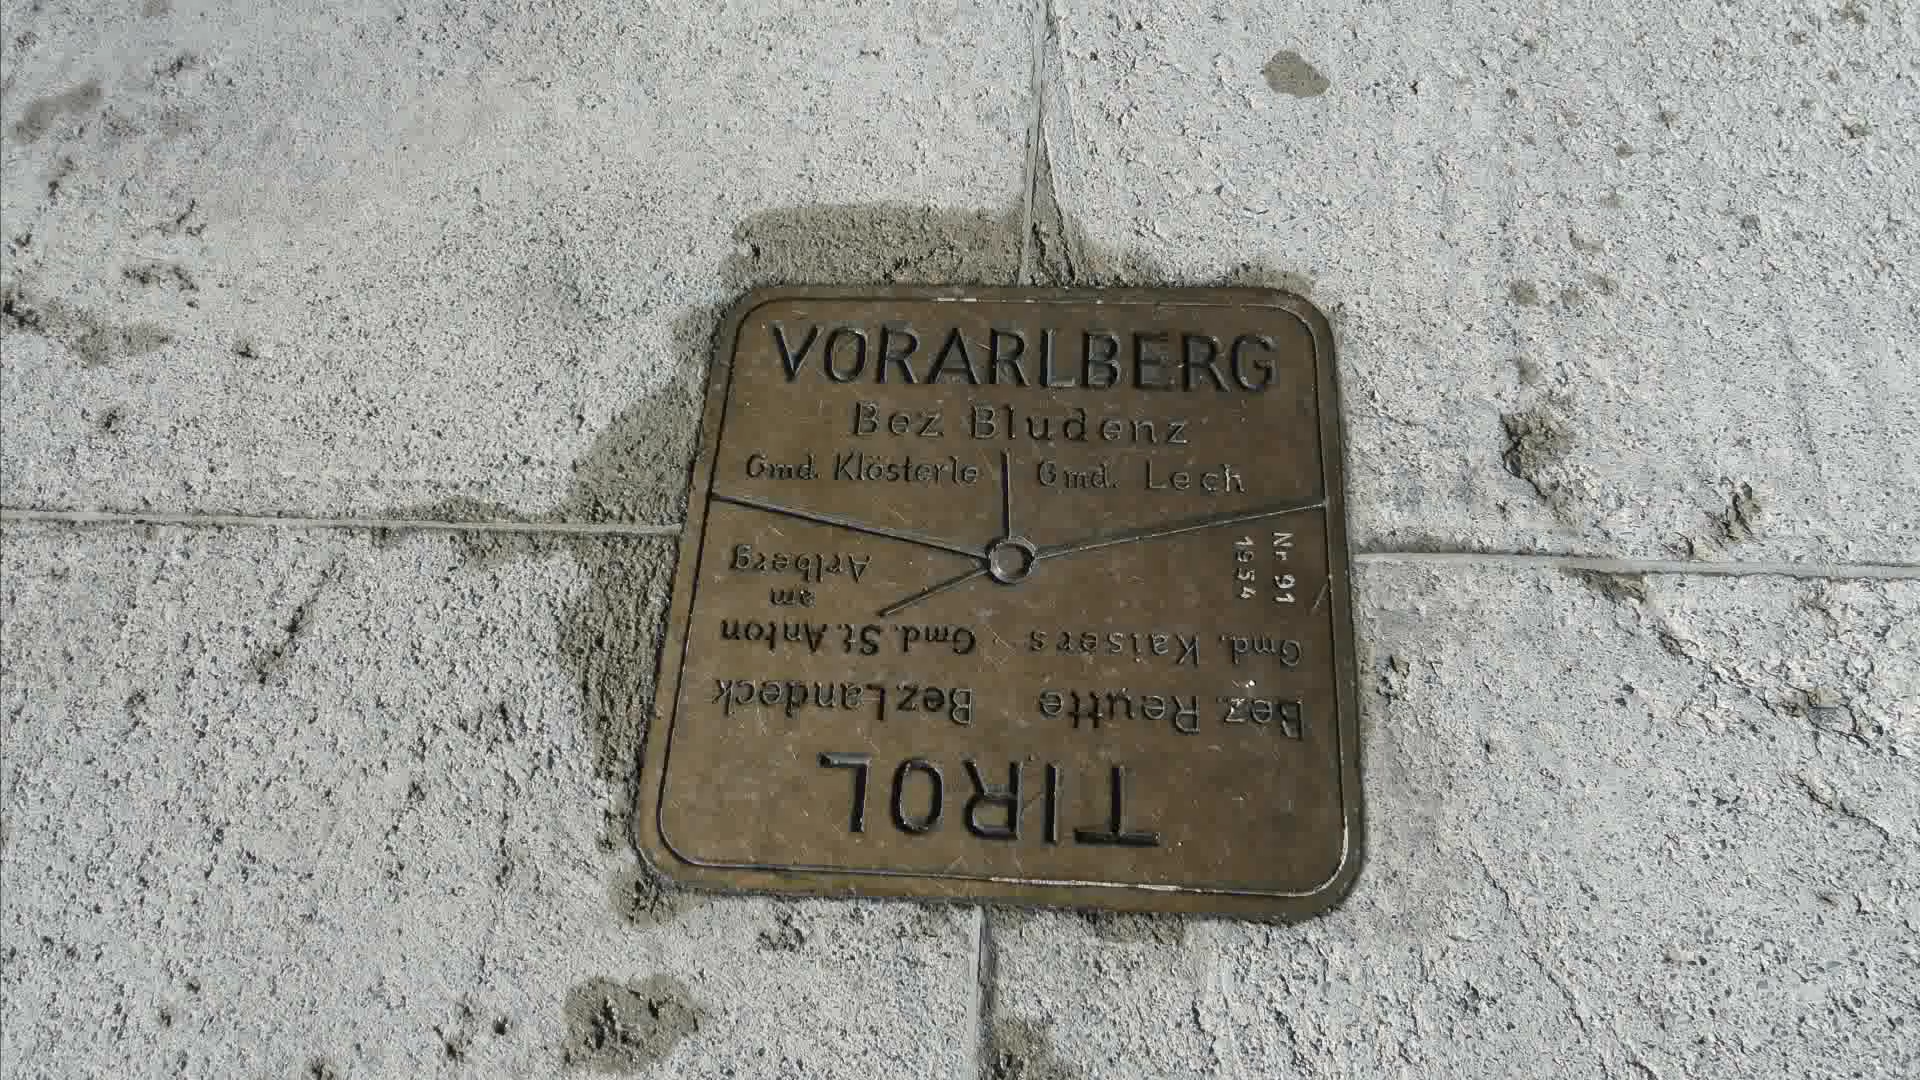 VORARLBERG
Bez Bludenz
Gmd. Klösterle
Gmd. Lech
Nr 91
1954
TIROL
Bez. Reutte
Bez Landeck
Gmd. Kaisers
Gmd. St. Anton
am
Arlberg